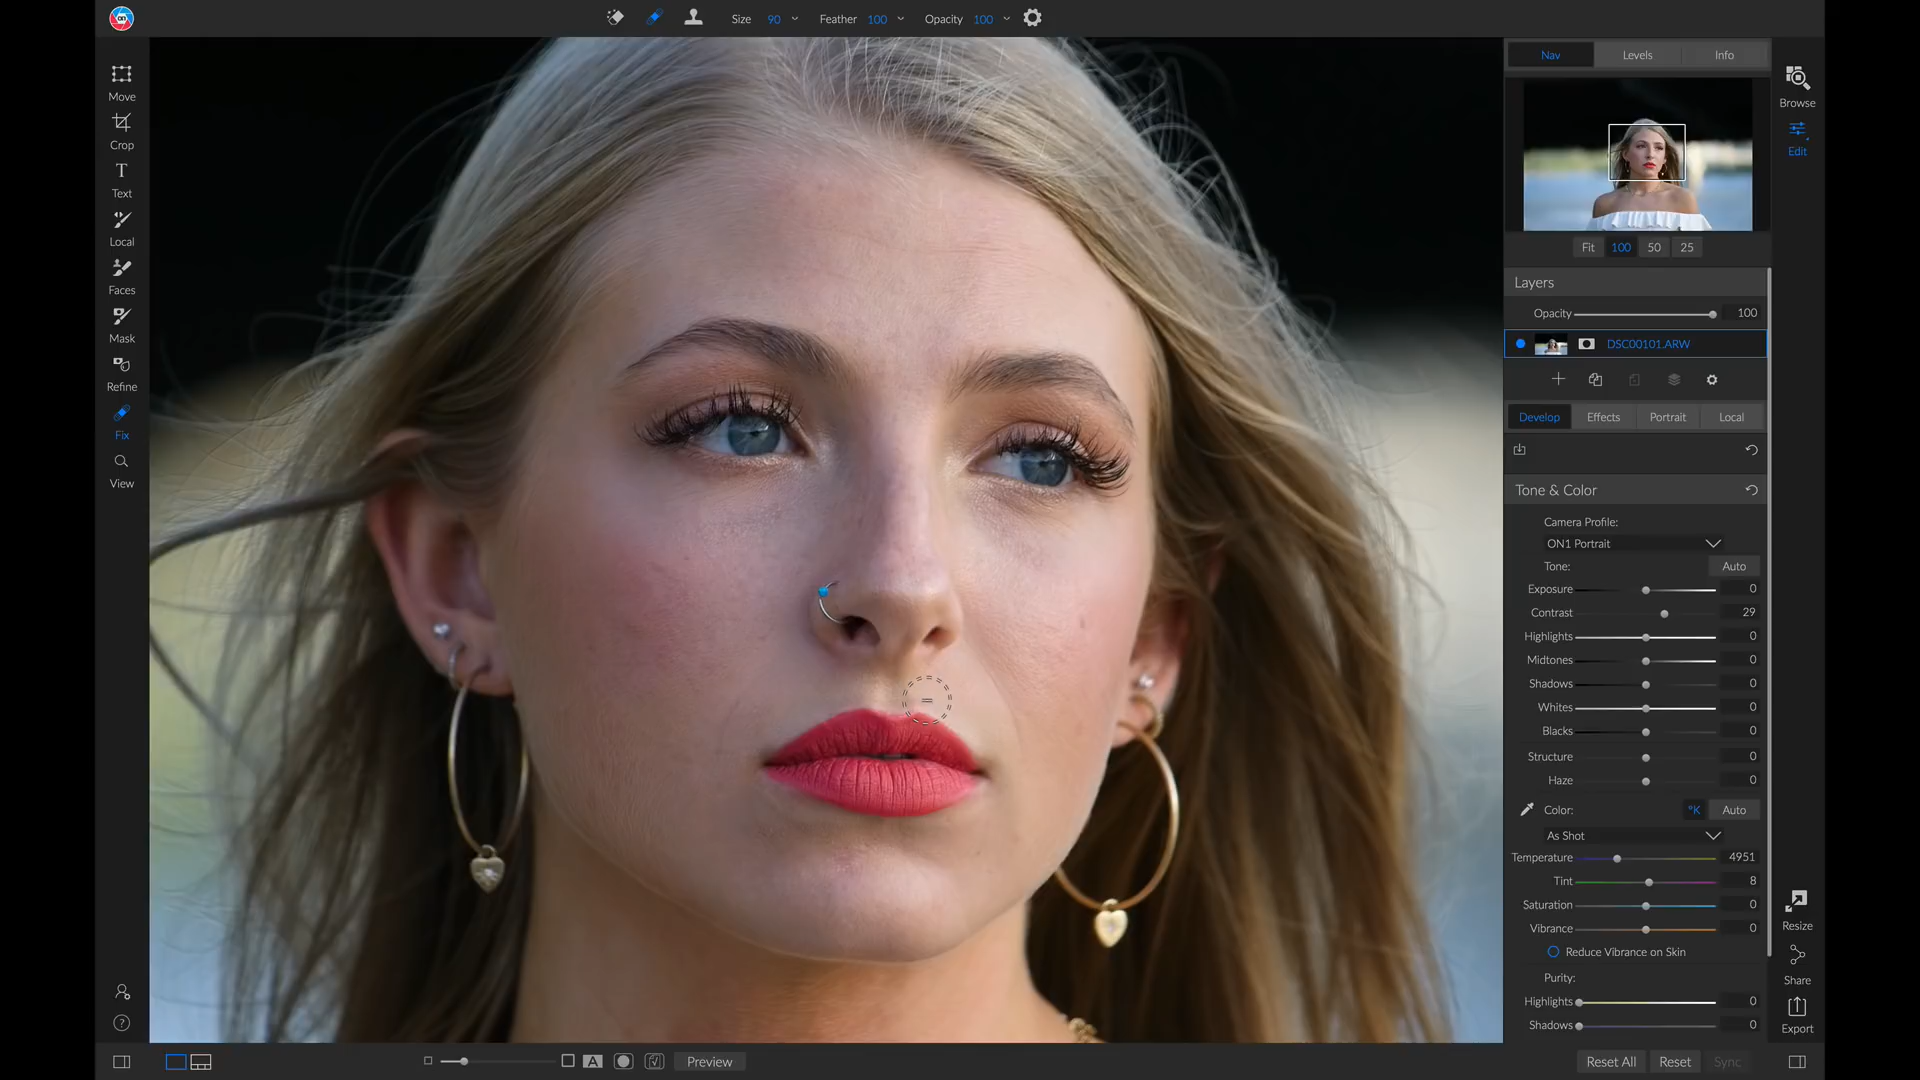 on
Size 90
Feather 100
Opacity 100
Move
Crop
T
Text
Local
Faces
Mask
Refine
Fix
View
?
Nav
Levels
Info
Fit 100 50 25
Layers
Opacity 100
DSC00101.ARW
Develop
Effects
Portrait
Local
Tone & Color
Camera Profile:
ON1 Portrait
Tone:
Auto
Exposure 0
Contrast 29
Highlights 0
Midtones 0
Shadows 0
Whites 0
Blacks 0
Structure 0
Haze 0
Color:
°K
Auto
As Shot
Temperature 4951
Tint 8
Saturation 0
Vibrance 0
Reduce Vibrance on Skin
Purity:
Highlights 0
Shadows 0
Browse
Edit
Resize
Share
Export
A
Preview
Reset All
Reset
Sync